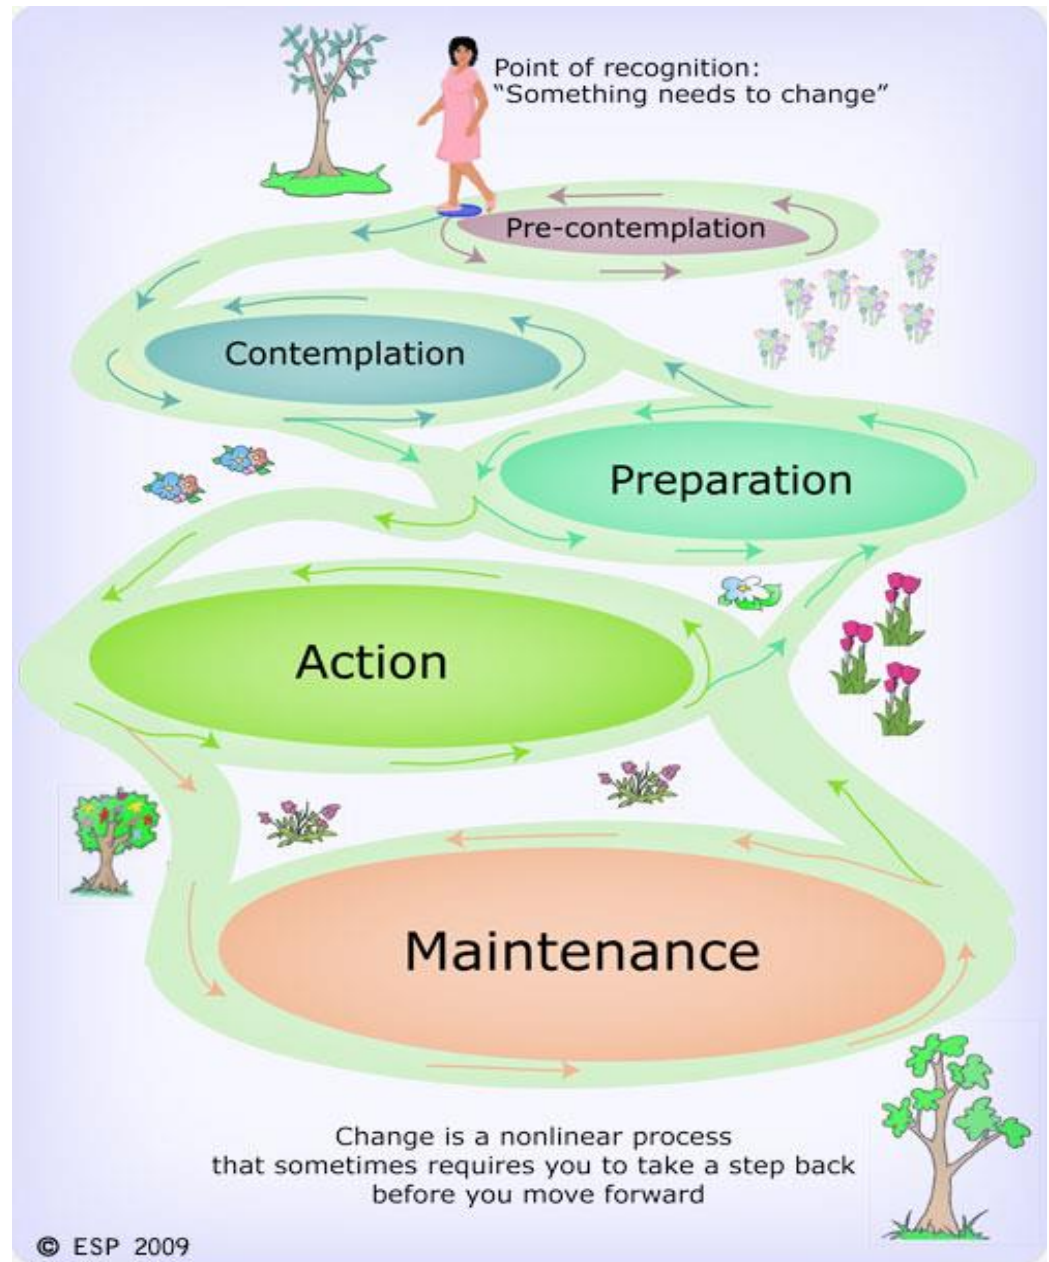 Point of recognition:
“Something needs to change”
Pre-contemplation
Contemplation
Preparation
Action
Maintenance
Change is a nonlinear process
that sometimes requires you to take a step back
before you move forward
© ESP 2009